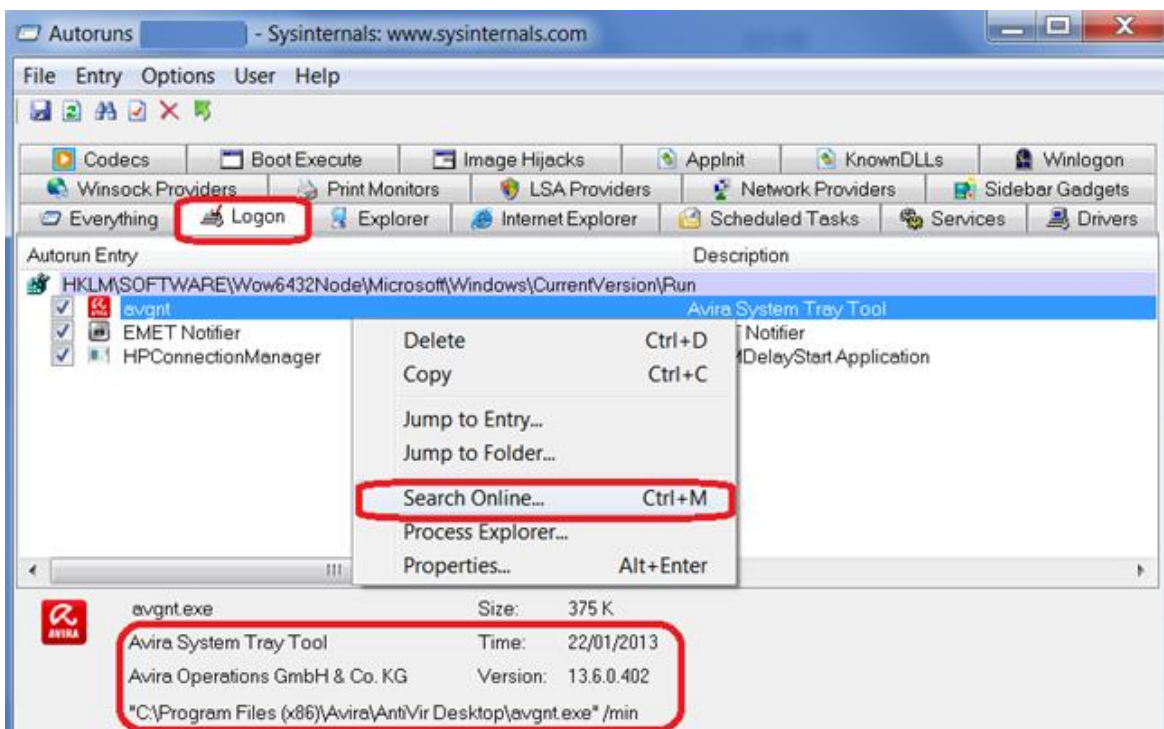 Autoruns - Sysinternals: www.sysinternals.com
File Entry Options User Help
Codecs Boot Execute Image Hijacks AppInit KnownDLLs Winlogon
Winsock Providers Print Monitors LSA Providers Network Providers Sidebar Gadgets
Everything Logon Explorer Internet Explorer Scheduled Tasks Services Drivers
Autorun Entry Description
HKLM\SOFTWARE\Wow6432Node\Microsoft\Windows\CurrentVersion\Run
avgnt Avira System Tray Tool
EMET Notifier Notifier
HPConnectionManager DelayStart Application
Delete Ctrl+D
Copy Ctrl+C
Jump to Entry...
Jump to Folder...
Search Online... Ctrl+M
Process Explorer...
Properties... Alt+Enter
avgnt.exe Size: 375 K
AVIRA
Avira System Tray Tool Time: 22/01/2013
Avira Operations GmbH & Co. KG Version: 13.6.0.402
"C:\Program Files (x86)\Avira\AntiVir Desktop\avgnt.exe" /min